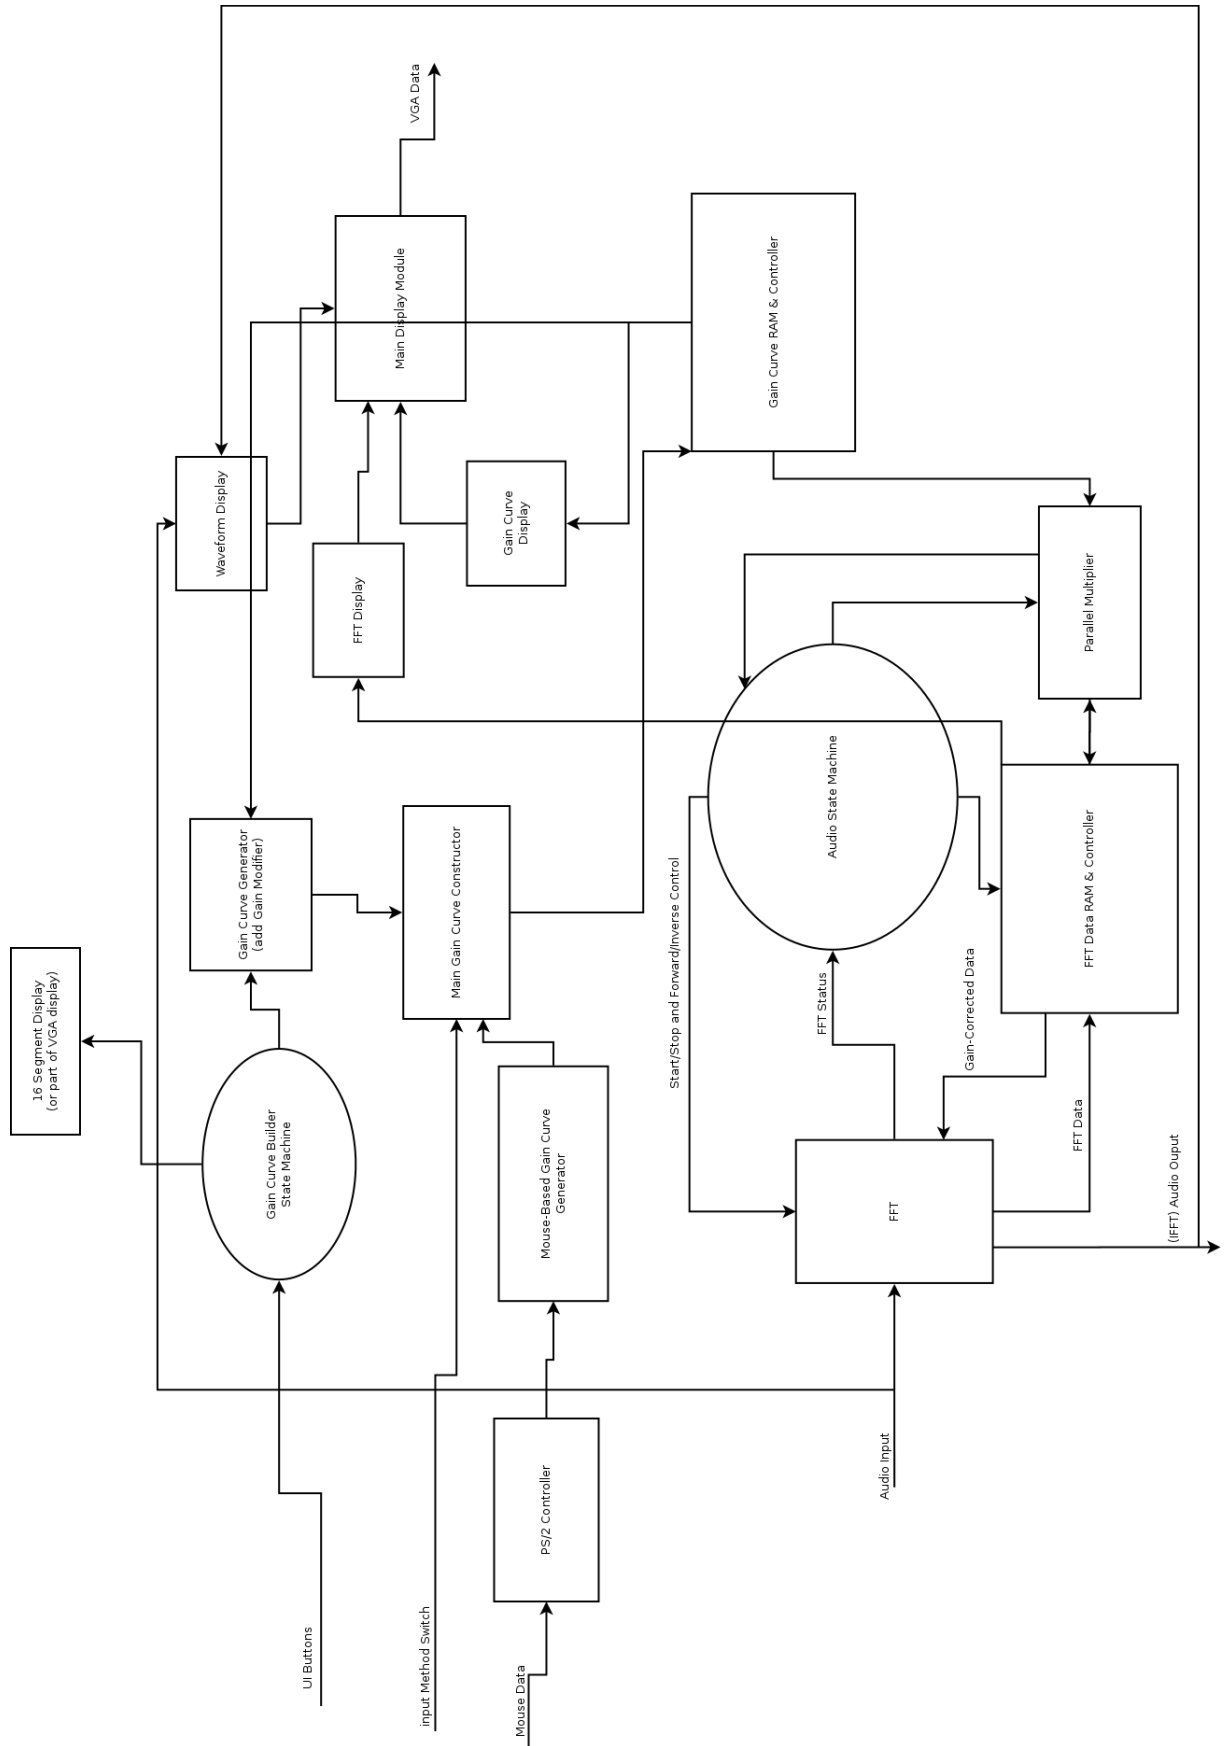 16 Segment Display
(or part of VGA display)
UI Buttons
Gain Curve Builder
State Machine
Gain Curve Generator
(add Gain Modifier)
Waveform Display
FFT Display
Main Display Module
VGA Data
input Method Switch
Main Gain Curve Constructor
Gain Curve
Display
Mouse Data
PS/2 Controller
Mouse-Based Gain Curve
Generator
Start/Stop and Forward/Inverse Control
Gain Curve RAM & Controller
FFT Status
Audio State Machine
Audio Input
FFT
Gain-Corrected Data
FFT Data
FFT Data RAM & Controller
Parallel Multiplier
(IFFT) Audio Ouput